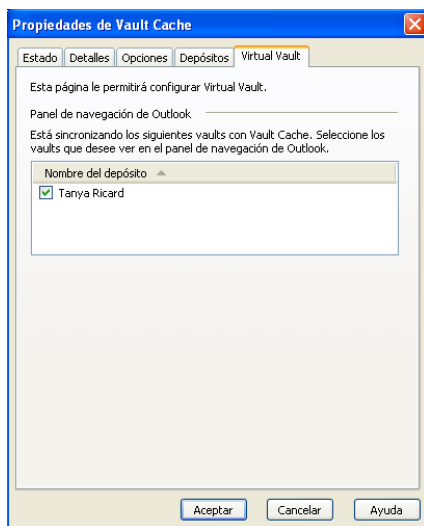 Propiedades de Vault Cache
Estado Detalles Opciones Depósitos Virtual Vault
Esta página le permitirá configurar Virtual Vault.
Panel de navegación de Outlook
Está sincronizando los siguientes vaults con Vault Cache. Seleccione los
vaults que desee ver en el panel de navegación de Outlook.
Nombre del depósito
Tanya Ricard
Aceptar Cancelar Ayuda